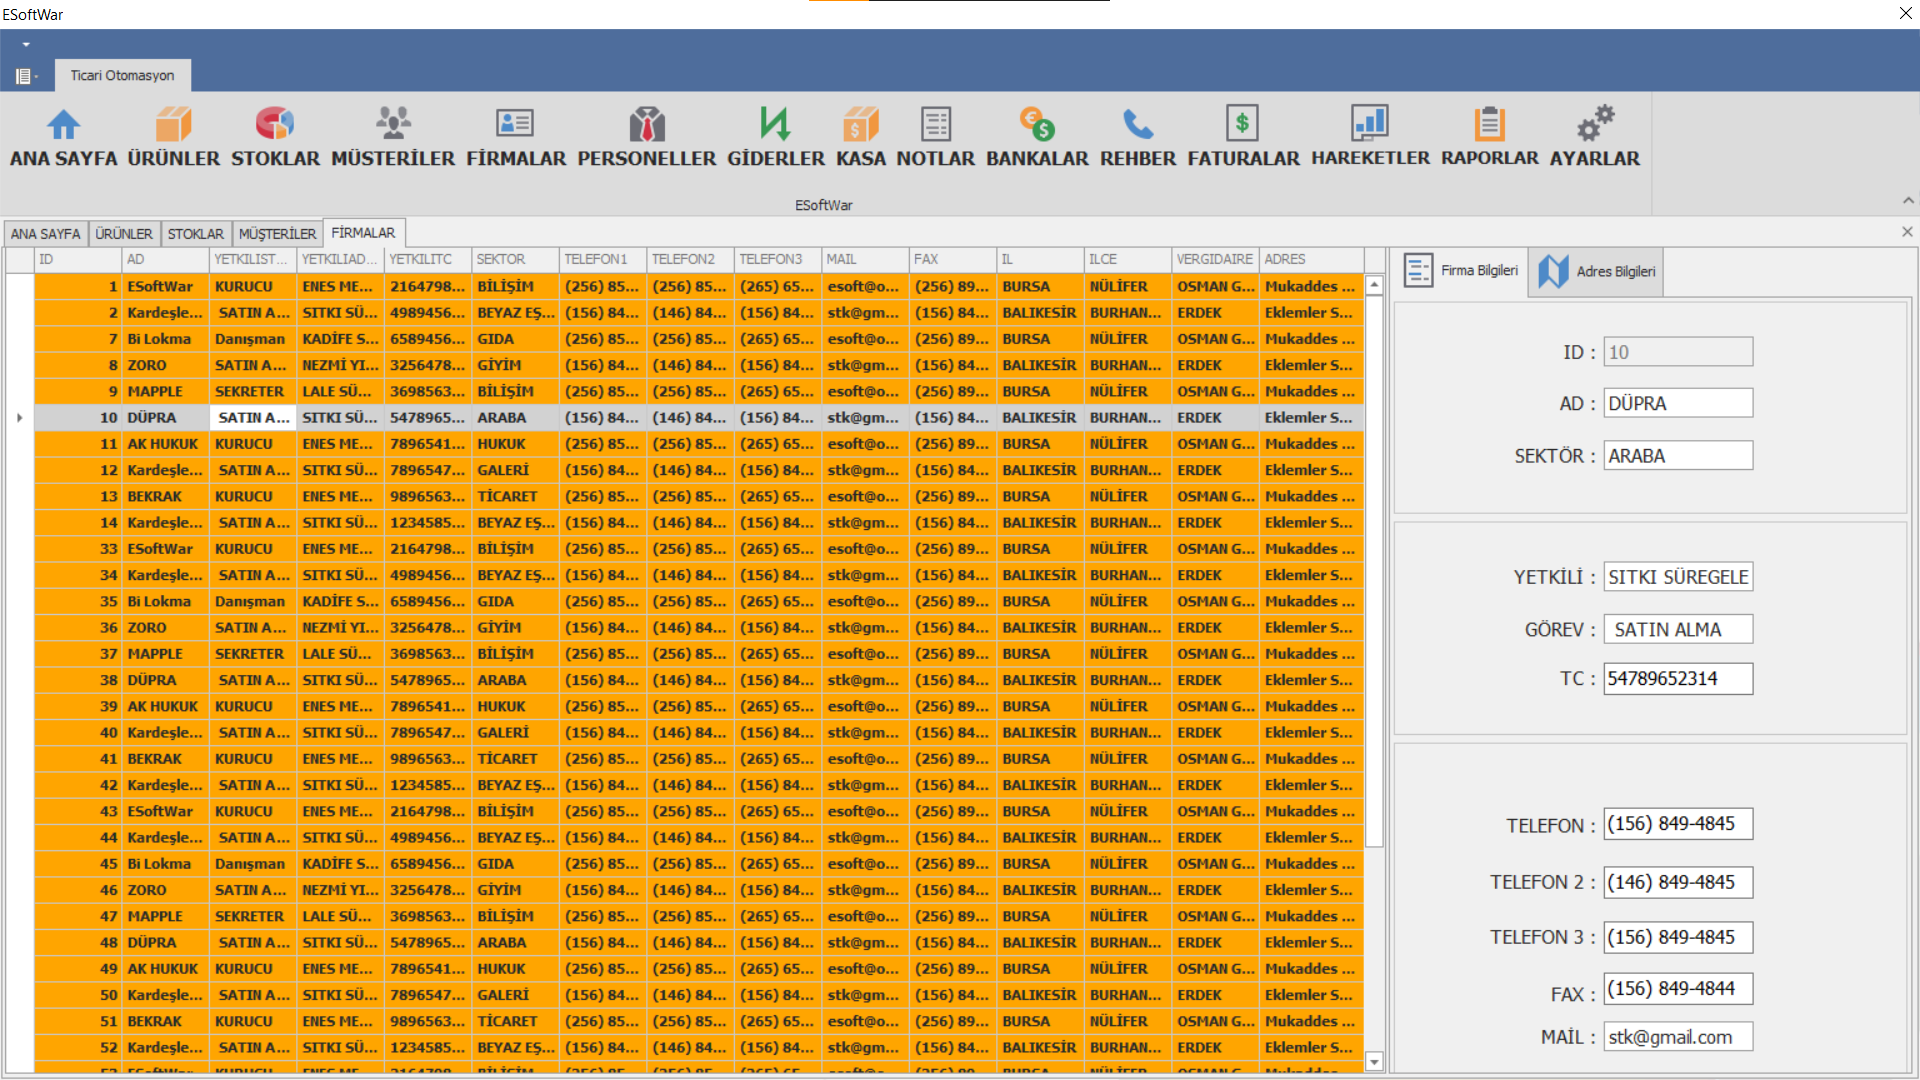 ESoftWar
Ticari Otomasyon
ANA SAYFA ÜRÜNLER STOKLAR MÜSTERİLER FİRMALAR PERSONELLER GİDERLER KASA NOTLAR BANKALAR REHBER FATURALAR HAREKETLER RAPORLAR AYARLAR
ESoftWar
ANA SAYFA ÜRÜNLER STOKLAR MÜŞTERİLER FİRMALAR
ID AD YETKILIST... YETKILIAD... YETKILITC SEKTOR TELEFON1 TELEFON2 TELEFON3 MAIL FAX IL ILCE VERGIDAIRE ADRES
1 ESoftWar KURUCU ENES ME... 2164798... BİLİŞİM (256) 85... (256) 85... (265) 65... esoft@o... (256) 89... BURSA NÜLİFER OSMAN G... Mukaddes ...
2 Kardeşle... SATIN A... SITKI SÜ... 4989456... BEYAZ EŞ... (156) 84... (146) 84... (156) 84... stk@gm... (156) 84... BALIKESİR BURHAN... ERDEK Eklemler S...
7 Bi Lokma Danışman KADİFE S... 6589456... GIDA (256) 85... (256) 85... (265) 65... esoft@o... (256) 89... BURSA NÜLİFER OSMAN G... Mukaddes ...
8 ZORO SATIN A... NEZMİ YI... 3256478... GİYİM (156) 84... (146) 84... (156) 84... stk@gm... (156) 84... BALIKESİR BURHAN... ERDEK Eklemler S...
9 MAPPLE SEKRETER LALE SÜ... 3698563... BİLİŞİM (256) 85... (256) 85... (265) 65... esoft@o... (256) 89... BURSA NÜLİFER OSMAN G... Mukaddes ...
10 DÜPRA SATIN A... SITKI SÜ... 5478965... ARABA (156) 84... (146) 84... (156) 84... stk@gm... (156) 84... BALIKESİR BURHAN... ERDEK Eklemler S...
11 AK HUKUK KURUCU ENES ME... 7896541... HUKUK (256) 85... (256) 85... (265) 65... esoft@o... (256) 89... BURSA NÜLİFER OSMAN G... Mukaddes ...
12 Kardeşle... SATIN A... SITKI SÜ... 7896547... GALERİ (156) 84... (146) 84... (156) 84... stk@gm... (156) 84... BALIKESİR BURHAN... ERDEK Eklemler S...
13 BEKRAK KURUCU ENES ME... 9896563... TİCARET (256) 85... (256) 85... (265) 65... esoft@o... (256) 89... BURSA NÜLİFER OSMAN G... Mukaddes ...
14 Kardeşle... SATIN A... SITKI SÜ... 1234585... BEYAZ EŞ... (156) 84... (146) 84... (156) 84... stk@gm... (156) 84... BALIKESİR BURHAN... ERDEK Eklemler S...
33 ESoftWar KURUCU ENES ME... 2164798... BİLİŞİM (256) 85... (256) 85... (265) 65... esoft@o... (256) 89... BURSA NÜLİFER OSMAN G... Mukaddes ...
34 Kardeşle... SATIN A... SITKI SÜ... 4989456... BEYAZ EŞ... (156) 84... (146) 84... (156) 84... stk@gm... (156) 84... BALIKESİR BURHAN... ERDEK Eklemler S...
35 Bi Lokma Danışman KADİFE S... 6589456... GIDA (256) 85... (256) 85... (265) 65... esoft@o... (256) 89... BURSA NÜLİFER OSMAN G... Mukaddes ...
36 ZORO SATIN A... NEZMİ YI... 3256478... GİYİM (156) 84... (146) 84... (156) 84... stk@gm... (156) 84... BALIKESİR BURHAN... ERDEK Eklemler S...
37 MAPPLE SEKRETER LALE SÜ... 3698563... BİLİŞİM (256) 85... (256) 85... (265) 65... esoft@o... (256) 89... BURSA NÜLİFER OSMAN G... Mukaddes ...
38 DÜPRA SATIN A... SITKI SÜ... 5478965... ARABA (156) 84... (146) 84... (156) 84... stk@gm... (156) 84... BALIKESİR BURHAN... ERDEK Eklemler S...
39 AK HUKUK KURUCU ENES ME... 7896541... HUKUK (256) 85... (256) 85... (265) 65... esoft@o... (256) 89... BURSA NÜLİFER OSMAN G... Mukaddes ...
40 Kardeşle... SATIN A... SITKI SÜ... 7896547... GALERİ (156) 84... (146) 84... (156) 84... stk@gm... (156) 84... BALIKESİR BURHAN... ERDEK Eklemler S...
41 BEKRAK KURUCU ENES ME... 9896563... TİCARET (256) 85... (256) 85... (265) 65... esoft@o... (256) 89... BURSA NÜLİFER OSMAN G... Mukaddes ...
42 Kardeşle... SATIN A... SITKI SÜ... 1234585... BEYAZ EŞ... (156) 84... (146) 84... (156) 84... stk@gm... (156) 84... BALIKESİR BURHAN... ERDEK Eklemler S...
43 ESoftWar KURUCU ENES ME... 2164798... BİLİŞİM (256) 85... (256) 85... (265) 65... esoft@o... (256) 89... BURSA NÜLİFER OSMAN G... Mukaddes ...
44 Kardeşle... SATIN A... SITKI SÜ... 4989456... BEYAZ EŞ... (156) 84... (146) 84... (156) 84... stk@gm... (156) 84... BALIKESİR BURHAN... ERDEK Eklemler S...
45 Bi Lokma Danışman KADİFE S... 6589456... GIDA (256) 85... (256) 85... (265) 65... esoft@o... (256) 89... BURSA NÜLİFER OSMAN G... Mukaddes ...
46 ZORO SATIN A... NEZMİ YI... 3256478... GİYİM (156) 84... (146) 84... (156) 84... stk@gm... (156) 84... BALIKESİR BURHAN... ERDEK Eklemler S...
47 MAPPLE SEKRETER LALE SÜ... 3698563... BİLİŞİM (256) 85... (256) 85... (265) 65... esoft@o... (256) 89... BURSA NÜLİFER OSMAN G... Mukaddes ...
48 DÜPRA SATIN A... SITKI SÜ... 5478965... ARABA (156) 84... (146) 84... (156) 84... stk@gm... (156) 84... BALIKESİR BURHAN... ERDEK Eklemler S...
49 AK HUKUK KURUCU ENES ME... 7896541... HUKUK (256) 85... (256) 85... (265) 65... esoft@o... (256) 89... BURSA NÜLİFER OSMAN G... Mukaddes ...
50 Kardeşle... SATIN A... SITKI SÜ... 7896547... GALERİ (156) 84... (146) 84... (156) 84... stk@gm... (156) 84... BALIKESİR BURHAN... ERDEK Eklemler S...
51 BEKRAK KURUCU ENES ME... 9896563... TİCARET (256) 85... (256) 85... (265) 65... esoft@o... (256) 89... BURSA NÜLİFER OSMAN G... Mukaddes ...
52 Kardeşle... SATIN A... SITKI SÜ... 1234585... BEYAZ EŞ... (156) 84... (146) 84... (156) 84... stk@gm... (156) 84... BALIKESİR BURHAN... ERDEK Eklemler S...
Firma Bilgileri Adres Bilgileri
ID : 10
AD : DÜPRA
SEKTÖR : ARABA
YETKİLİ : SITKI SÜREGELE
GÖREV : SATIN ALMA
TC : 54789652314
TELEFON : (156) 849-4845
TELEFON 2 : (146) 849-4845
TELEFON 3 : (156) 849-4845
FAX : (156) 849-4844
MAİL : stk@gmail.com